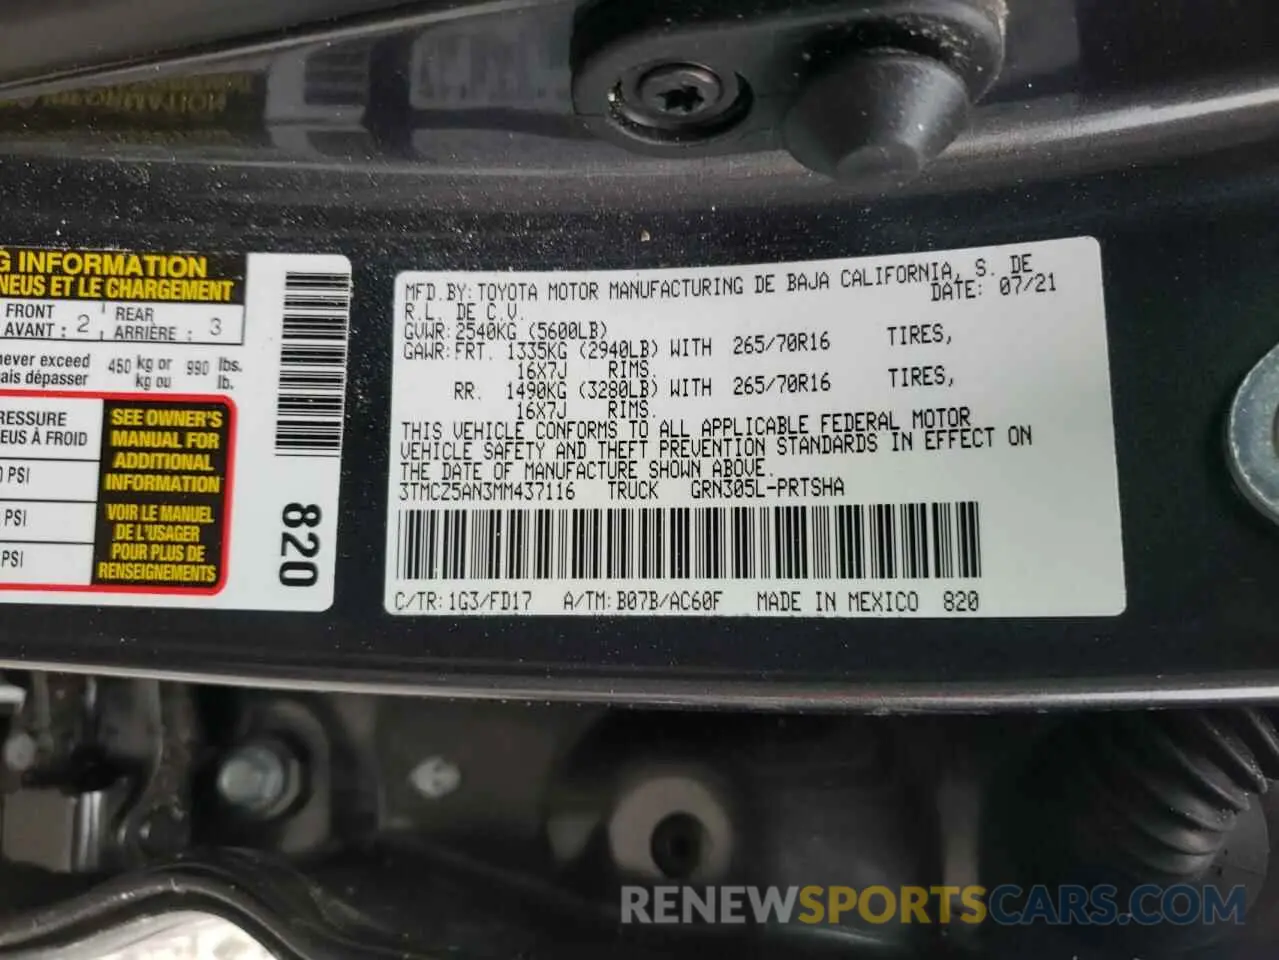 G INFORMATION
NEUS ET LE CHARGEMENT
FRONT
AVANT : 2
REAR
ARRIÈRE : 3
never exceed
ais dépasser
450 kg or 990 lbs.
kg ou lb.
RESSURE
EUS À FROID
PSI
PSI
PSI
SEE OWNER'S
MANUAL FOR
ADDITIONAL
INFORMATION
VOIR LE MANUEL
DE L'USAGER
POUR PLUS DE
RENSEIGNEMENTS
820
MFD.BY:TOYOTA MOTOR MANUFACTURING DE BAJA CALIFORNIA, S. DE
R.L. DE C.V. DATE: 07/21
GVWR:2540KG (5600LB)
GAWR:FRT. 1335KG (2940LB) WITH 265/70R16 TIRES,
16X7J RIMS.
RR. 1490KG (3280LB) WITH 265/70R16 TIRES,
16X7J RIMS.
THIS VEHICLE CONFORMS TO ALL APPLICABLE FEDERAL MOTOR
VEHICLE SAFETY AND THEFT PREVENTION STANDARDS IN EFFECT ON
THE DATE OF MANUFACTURE SHOWN ABOVE.
3TMCZ5AN3MM437116 TRUCK GRN305L-PRTSHA
C/TR:1G3/FD17 A/TM:B07B/AC60F MADE IN MEXICO 820
RENEWSPORTSCARS.COM